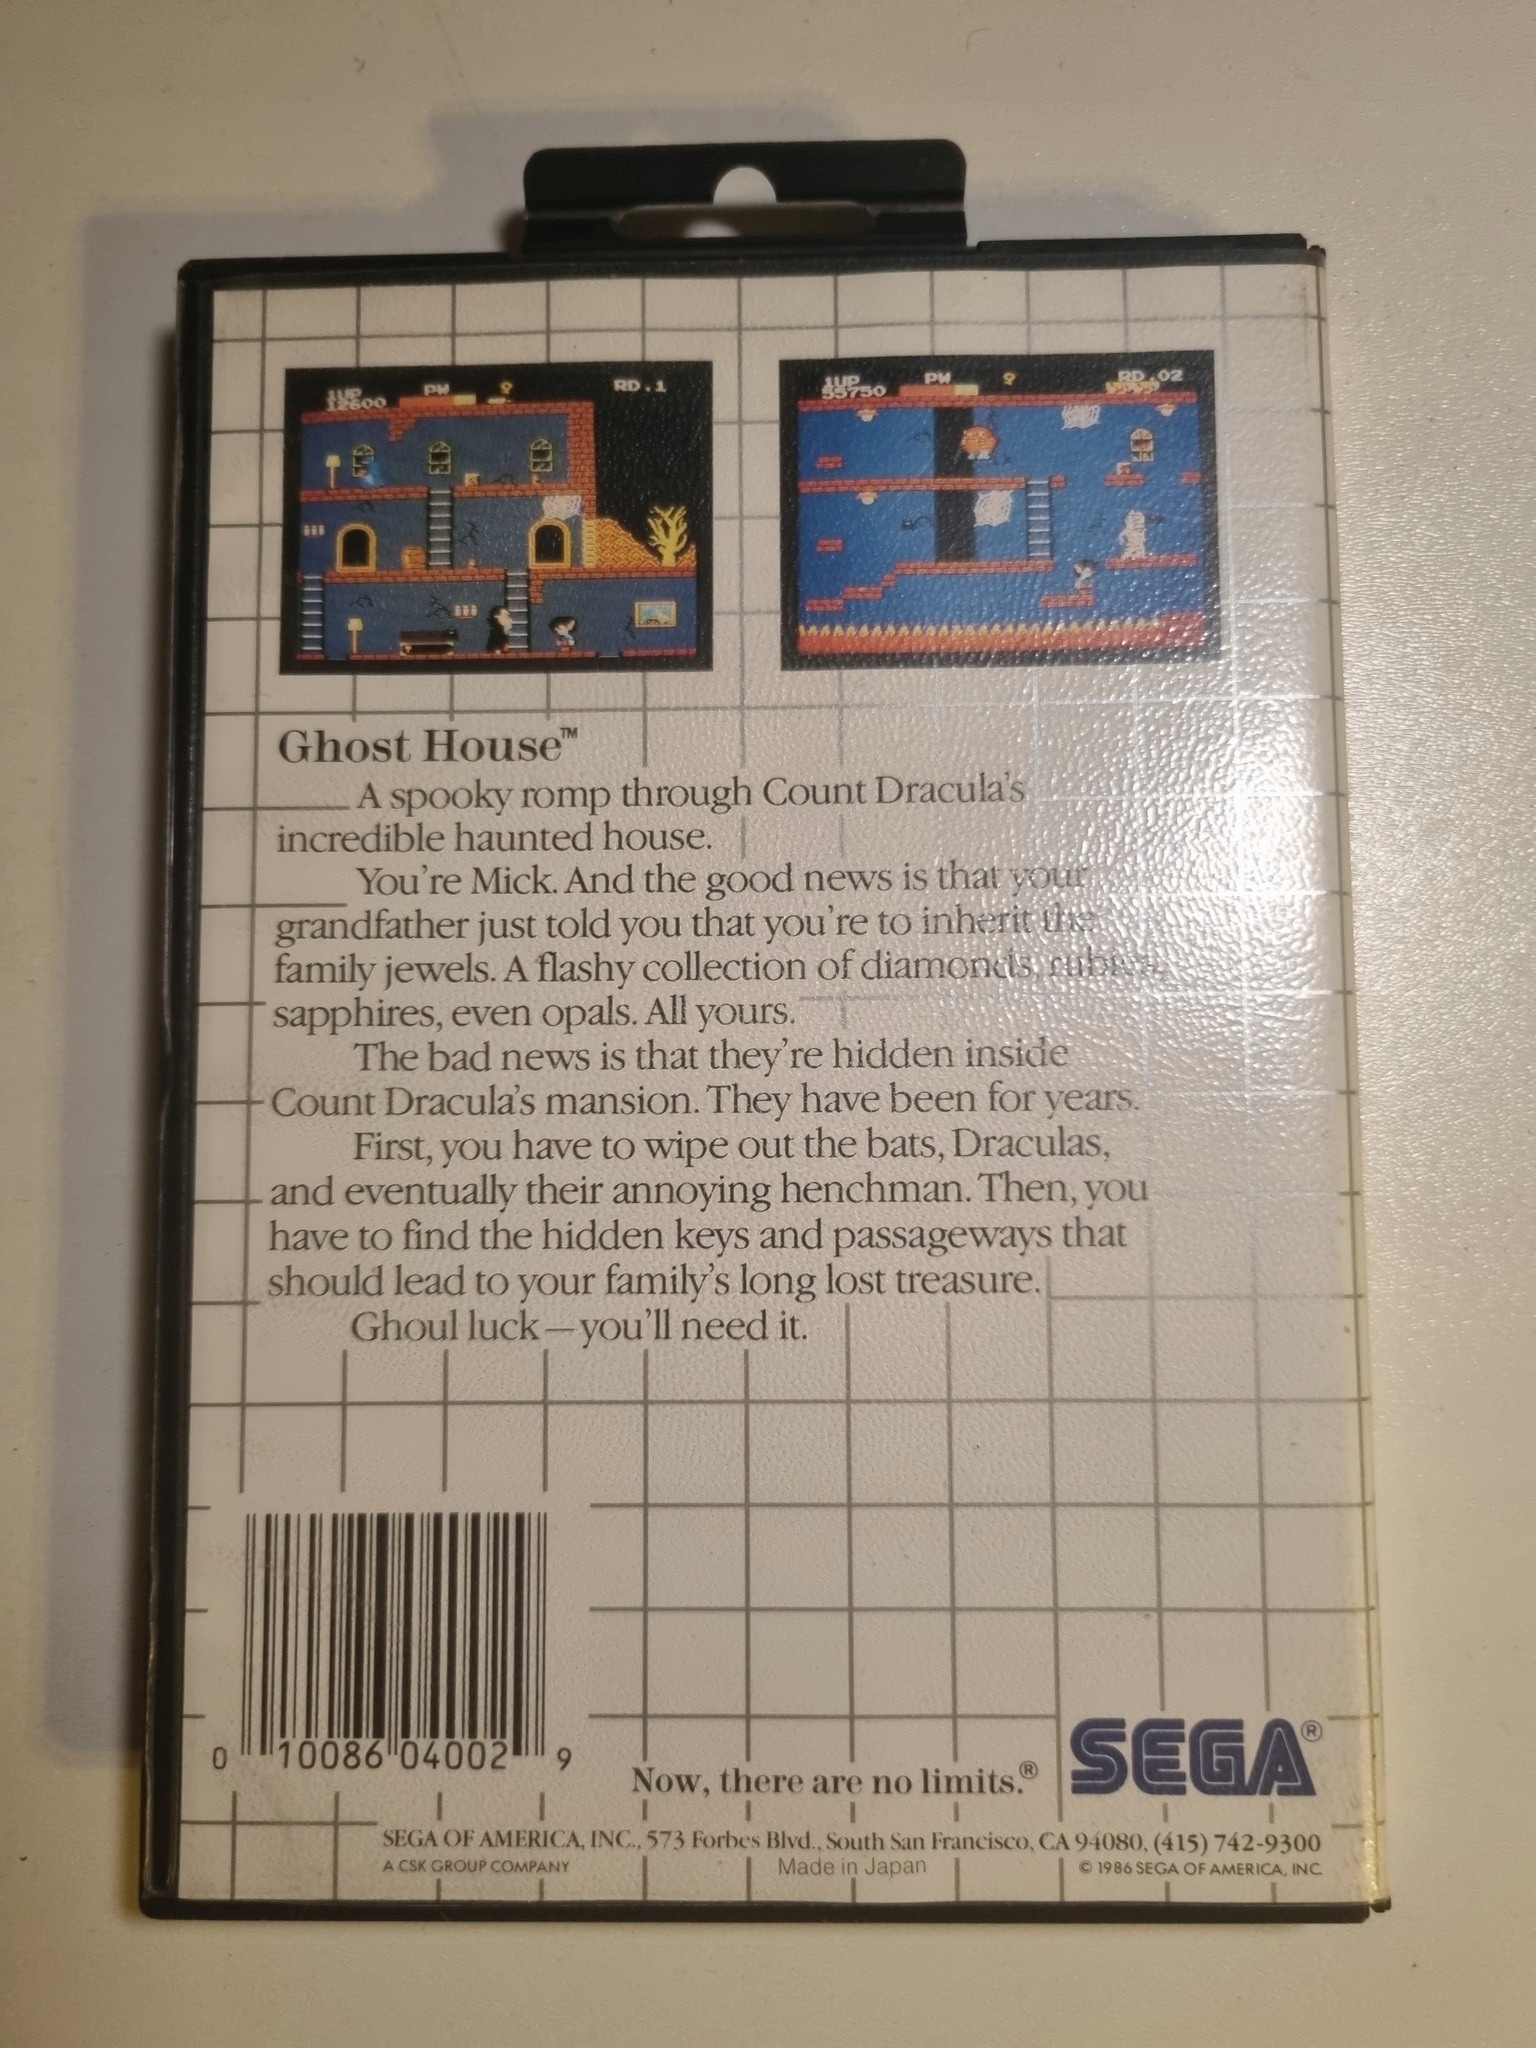 1UP PW RD.1
12600
1UP PW RD.02
55750
Ghost House™
A spooky romp through Count Dracula's
incredible haunted house.
You're Mick. And the good news is that your
grandfather just told you that you're to inherit the
family jewels. A flashy collection of diamonds, rubies,
sapphires, even opals. All yours.
The bad news is that they're hidden inside
Count Dracula's mansion. They have been for years.
First, you have to wipe out the bats, Draculas,
and eventually their annoying henchman. Then, you
have to find the hidden keys and passageways that
should lead to your family's long lost treasure.
Ghoul luck—you'll need it.
0 10086 04002 9
Now, there are no limits.® SEGA®
SEGA OF AMERICA, INC., 573 Forbes Blvd., South San Francisco, CA 94080, (415) 742-9300
A CSK GROUP COMPANY Made in Japan © 1986 SEGA OF AMERICA, INC.